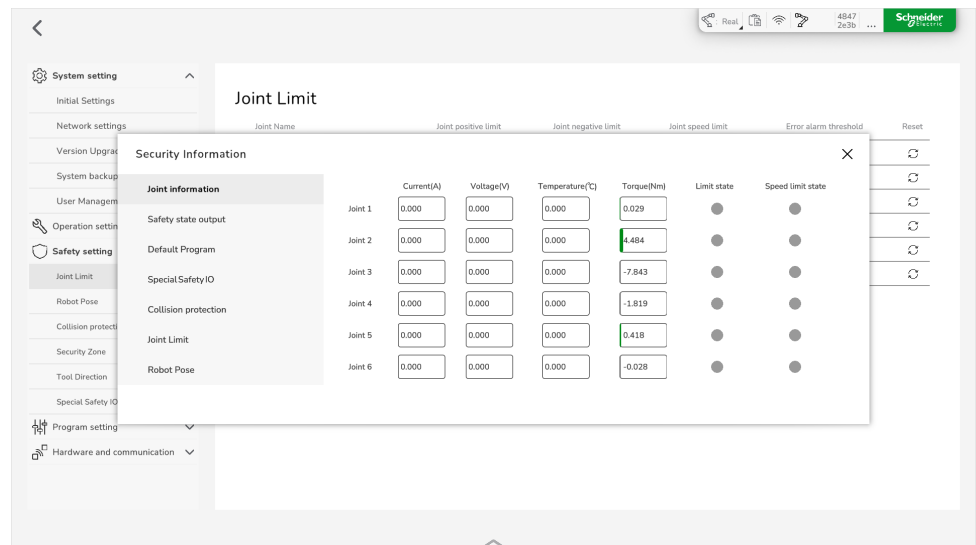 Real
4847
2e3b
...
Schneider
Electric
System setting
Initial Settings
Network settings
Version Upgrac
System backup
User Managem
Operation settin
Safety setting
Joint Limit
Robot Pose
Collision protecti
Security Zone
Tool Direction
Special Safety IO
Program setting
Hardware and communication
Joint Limit
Joint Name Joint positive limit Joint negative limit Joint speed limit Error alarm threshold Reset
Security Information
Joint information
Safety state output
Default Program
Special Safety IO
Collision protection
Joint Limit
Robot Pose
Current(A) Voltage(V) Temperature(℃) Torque(Nm) Limit state Speed limit state
Joint 1 0.000 0.000 0.000 0.029
Joint 2 0.000 0.000 0.000 4.484
Joint 3 0.000 0.000 0.000 -7.843
Joint 4 0.000 0.000 0.000 -1.819
Joint 5 0.000 0.000 0.000 0.418
Joint 6 0.000 0.000 0.000 -0.028